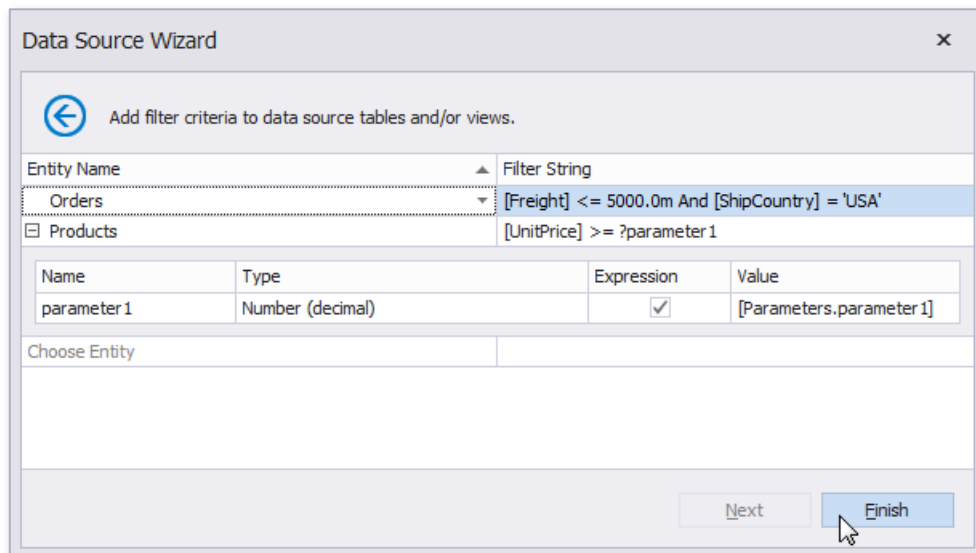 Data Source Wizard
Add filter criteria to data source tables and/or views.
Entity Name Filter String
Orders [Freight] <= 5000.0m And [ShipCountry] = 'USA'
Products [UnitPrice] >= ?parameter1
Name Type Expression Value
parameter1 Number (decimal) [Parameters.parameter1]
Choose Entity
Next Finish